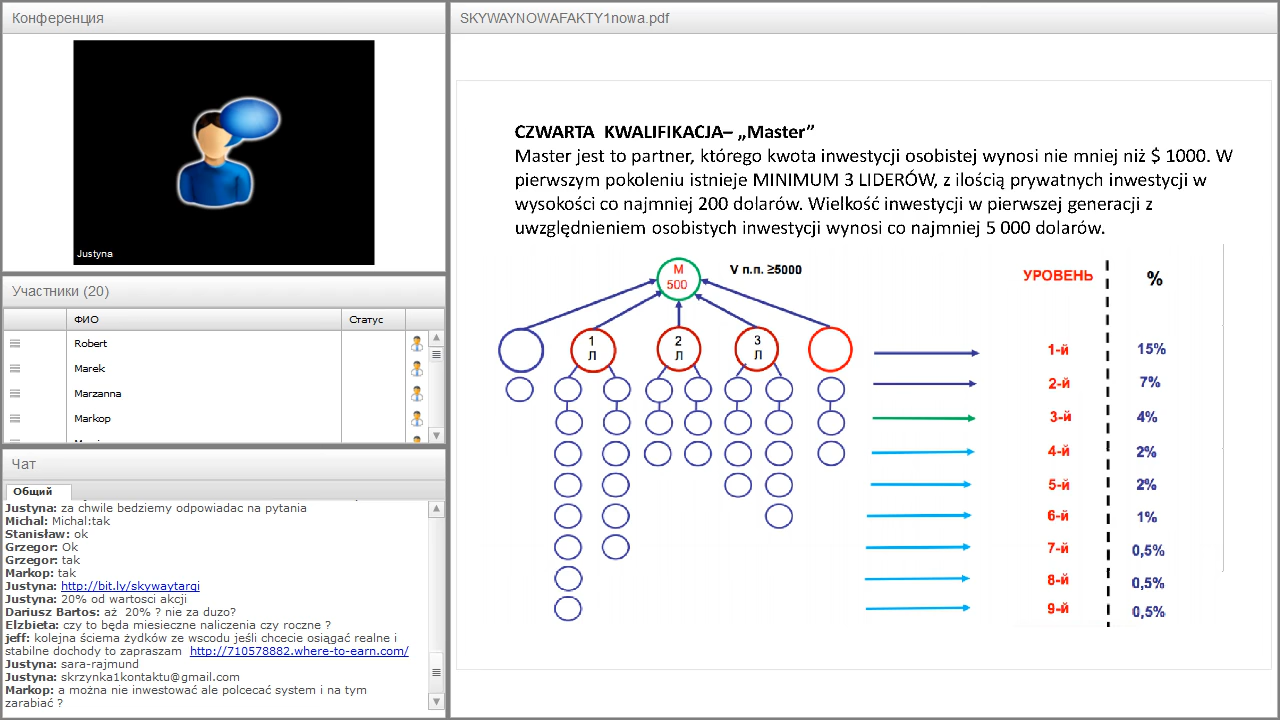 Конференция
Justyna
Участники (20)
ФИО
Статус
Robert
Marek
Marzanna
Markop
Чат
Общий
Justyna: za chwile bedziemy odpowiadac na pytania
Michal: Michal:tak
Stanisław: ok
Grzegor: Ok
Grzegor: tak
Markop: tak
Justyna: http://bit.ly/skywaytargi
Justyna: 20% od wartosci akcji
Dariusz Bartos: aż 20% ? nie za duzo?
Elzbieta: czy to będa miesieczne naliczenia czy roczne ?
jeff: kolejna ściema żydków ze wscodu jeśli chcecie osiągać realne i
stabilne dochody to zapraszam http://710578882.where-to-earn.com/
Justyna: sara-rajmund
Justyna: skrzynka1kontaktu@gmail.com
Markop: a można nie inwestować ale polcecać system i na tym
zarabiać ?
SKYWAYNOWAFAKTY1nowa.pdf
CZWARTA KWALIFIKACJA– „Master”
Master jest to partner, którego kwota inwestycji osobistej wynosi nie mniej niż $ 1000. W
pierwszym pokoleniu istnieje MINIMUM 3 LIDERÓW, z ilością prywatnych inwestycji w
wysokości co najmniej 200 dolarów. Wielkość inwestycji w pierwszej generacji z
uwzględnieniem osobistych inwestycji wynosi co najmniej 5 000 dolarów.
М
500
V п.п. ≥5000
УРОВЕНЬ
%
1
Л
2
Л
3
Л
1-й 15%
2-й 7%
3-й 4%
4-й 2%
5-й 2%
6-й 1%
7-й 0,5%
8-й 0,5%
9-й 0,5%